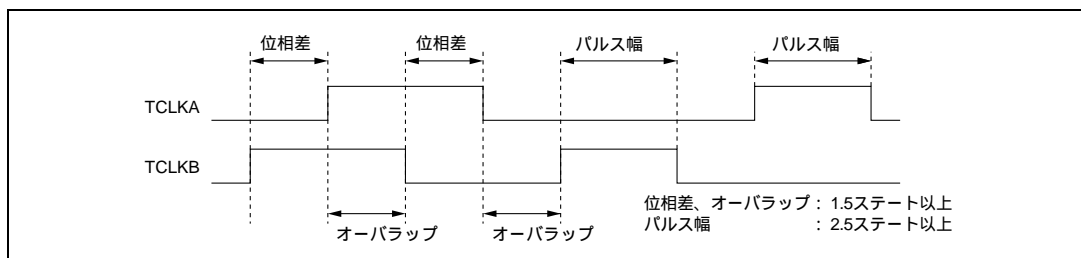 位相差
位相差
パルス幅
パルス幅
TCLKA
TCLKB
オーバラップ
オーバラップ
位相差、オーバラップ : 1.5ステート以上
パルス幅 : 2.5ステート以上